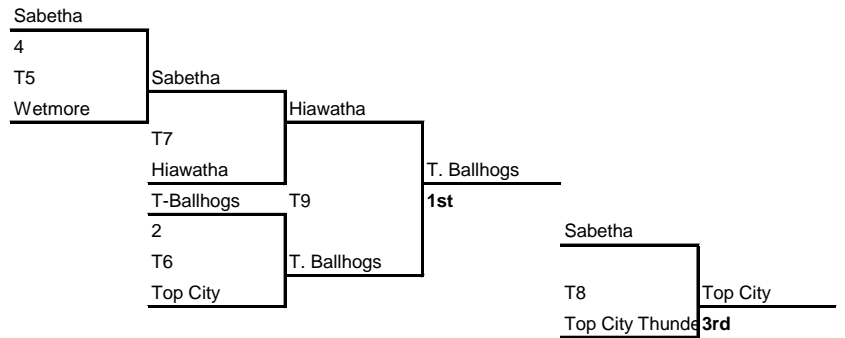 Sabetha
4
T5
Sabetha
Wetmore
Hiawatha
T7
Hiawatha
T. Ballhogs
T-Ballhogs
T9
1st
2
Sabetha
T6
T. Ballhogs
Top City
T8
Top City
Top City Thunde
3rd